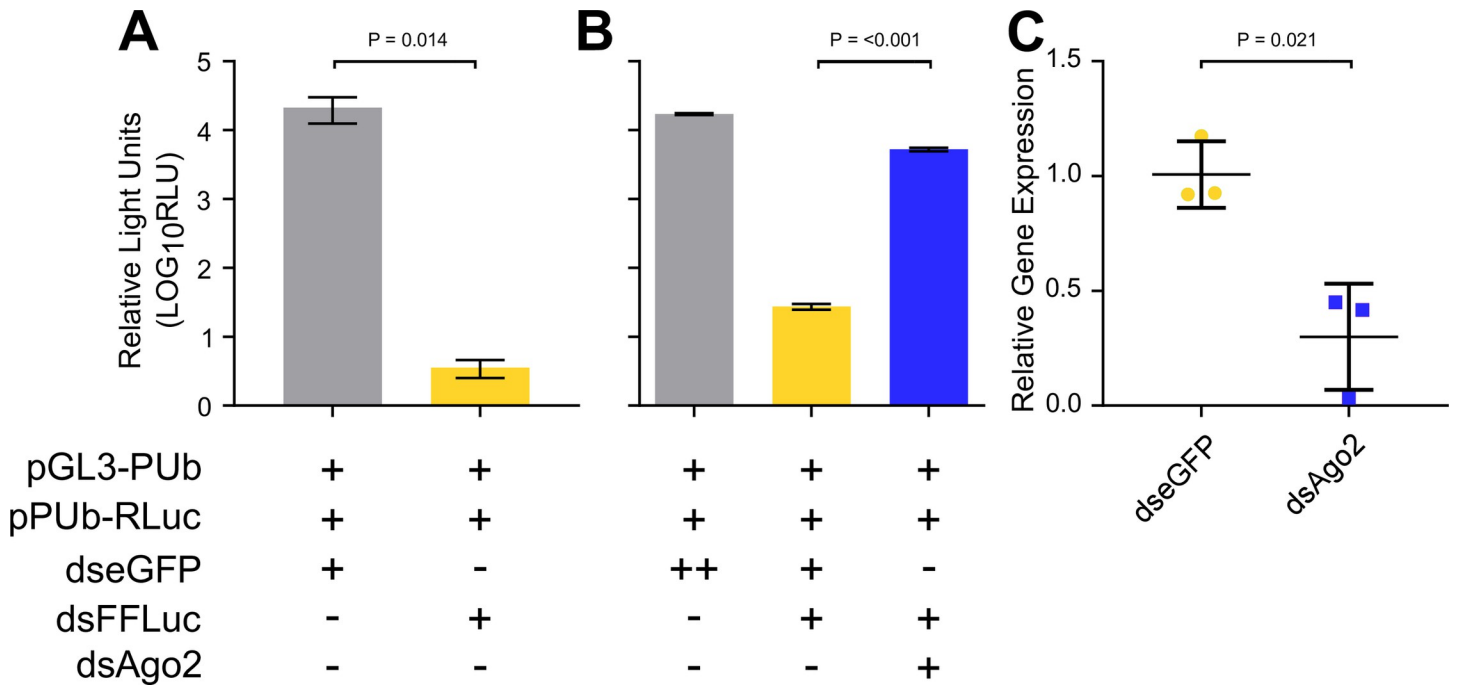 A
B
C
P = 0.014
P = <0.001
P = 0.021
Relative Light Units
(LOG10RLU)
5
4
3
2
1
0
Relative Gene Expression
1.5
1.0
0.5
0.0
dseGFP
dsAgo2
pGL3-PUb + + + + +
pPUb-RLuc + + + + +
dseGFP + - ++ + -
dsFFLuc - + - + +
dsAgo2 - - - - +